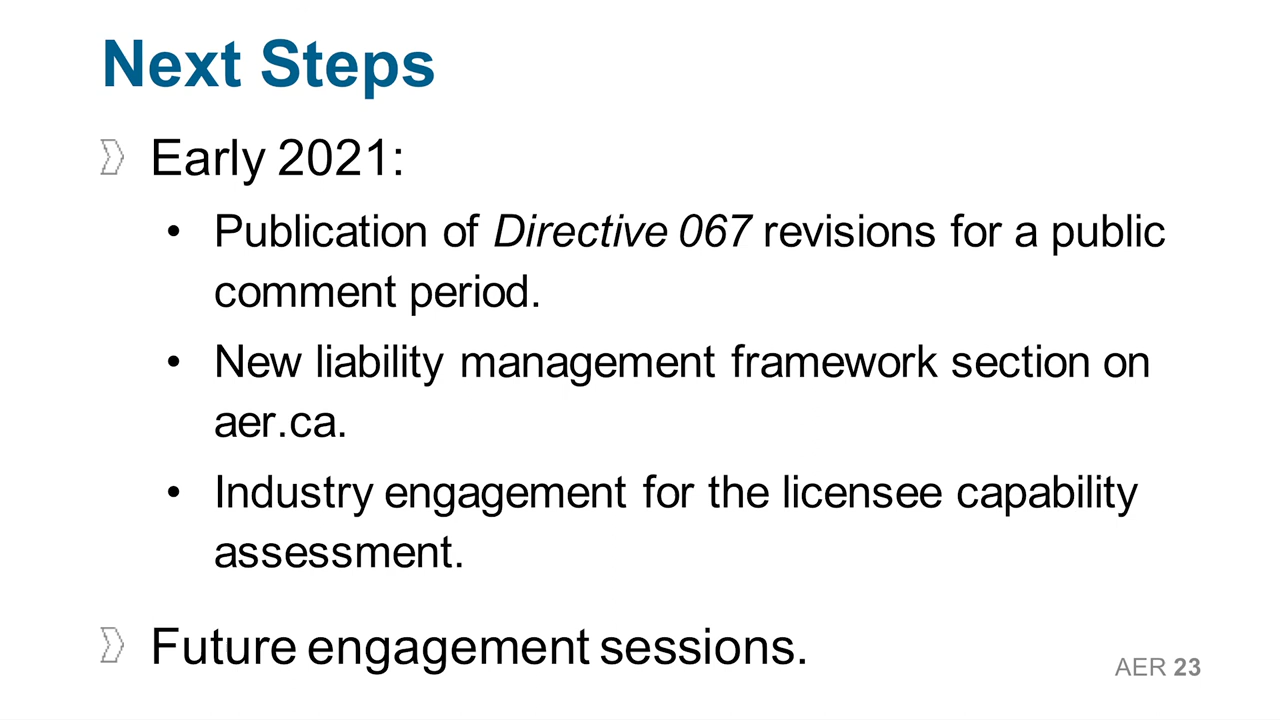 Next Steps
Early 2021:
• Publication of Directive 067 revisions for a public
comment period.
• New liability management framework section on
aer.ca.
• Industry engagement for the licensee capability
assessment.
Future engagement sessions.
AER 23